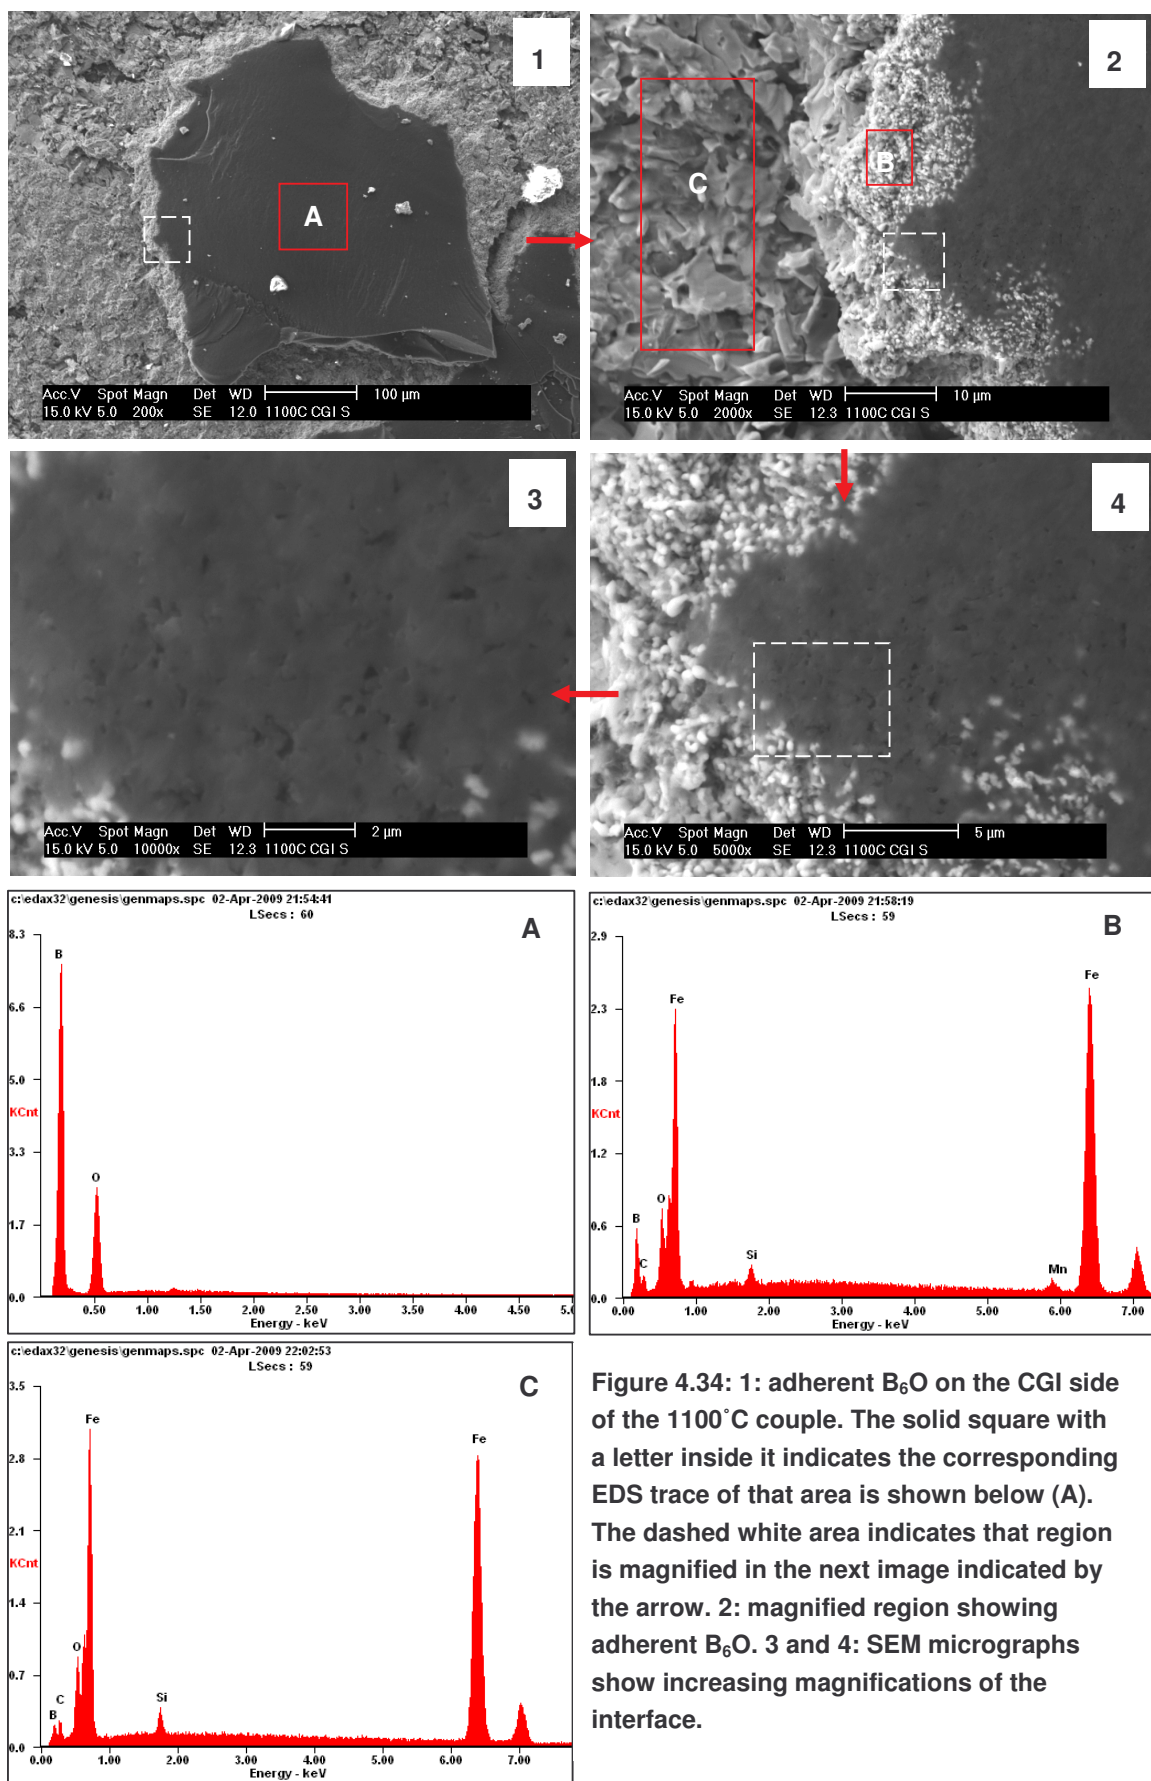 1
A
Acc.V Spot Magn Det WD 100 µm
15.0 kV 5.0 200x SE 12.0 1100C CGI S
2
B
C
Acc.V Spot Magn Det WD 10 µm
15.0 kV 5.0 2000x SE 12.3 1100C CGI S
3
Acc.V Spot Magn Det WD 2 µm
15.0 kV 5.0 10000x SE 12.3 1100C CGI S
4
Acc.V Spot Magn Det WD 5 µm
15.0 kV 5.0 5000x SE 12.3 1100C CGI S
c:\edax32\genesis\genmaps.spc 02-Apr-2009 21:54:41
LSecs : 60
A
8.3
B
6.6
5.0
KCnt
3.3
O
1.7
0.0
0.50 1.00 1.50 2.00 2.50 3.00 3.50 4.00 4.50 5.0
Energy - keV
c:\edax32\genesis\genmaps.spc 02-Apr-2009 21:58:19
LSecs : 59
B
2.9
Fe
Fe
2.3
1.8
KCnt
1.2
O
B
0.6
C
Si
Mn
0.0
0.00 1.00 2.00 3.00 4.00 5.00 6.00 7.00
Energy - keV
c:\edax32\genesis\genmaps.spc 02-Apr-2009 22:02:53
LSecs : 59
C
3.5
Fe
Fe
2.8
2.1
KCnt
1.4
O
0.7
C
Si
B
0.0
0.00 1.00 2.00 3.00 4.00 5.00 6.00 7.00
Energy - keV
Figure 4.34: 1: adherent B₆O on the CGI side
of the 1100˚C couple. The solid square with
a letter inside it indicates the corresponding
EDS trace of that area is shown below (A).
The dashed white area indicates that region
is magnified in the next image indicated by
the arrow. 2: magnified region showing
adherent B₆O. 3 and 4: SEM micrographs
show increasing magnifications of the
interface.